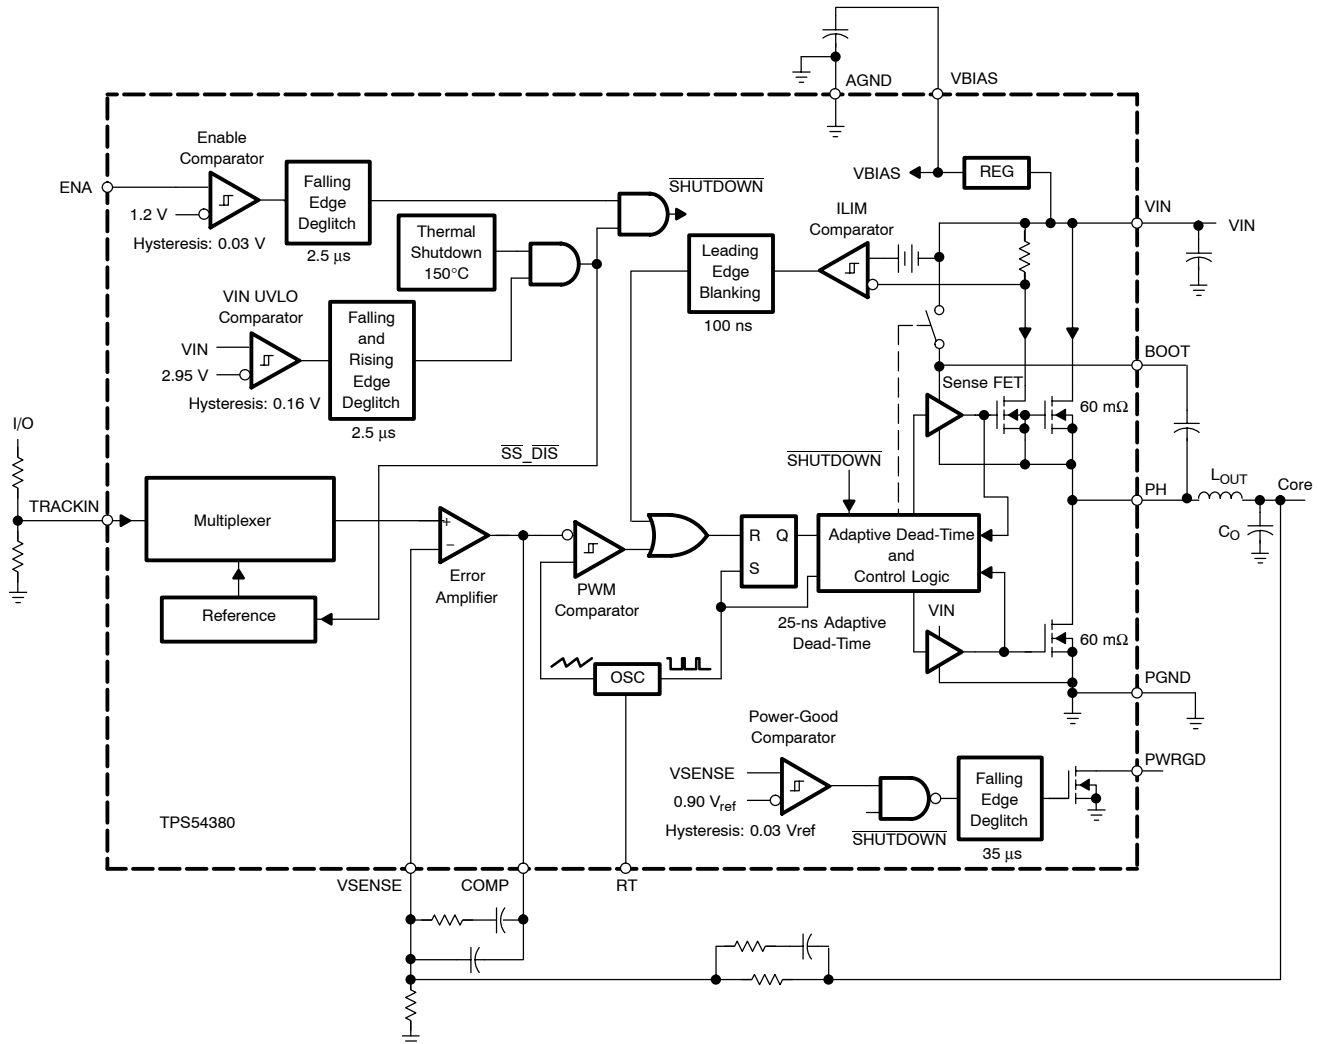 AGND
VBIAS
Enable
Comparator
ENA
1.2 V
Hysteresis: 0.03 V
Falling
Edge
Deglitch
2.5 μs
Thermal
Shutdown
150°C
SHUTDOWN
VBIAS
REG
VIN
VIN
ILIM
Comparator
Leading
Edge
Blanking
100 ns
VIN UVLO
Comparator
VIN
2.95 V
Hysteresis: 0.16 V
Falling
and
Rising
Edge
Deglitch
2.5 μs
BOOT
Sense FET
60 mΩ
I/O
SS_DIS
SHUTDOWN
TRACKIN
Multiplexer
Reference
+
−
Error
Amplifier
PWM
Comparator
R Q
S
Adaptive Dead-Time
and
Control Logic
25-ns Adaptive
Dead-Time
PH
LOUT
Core
CO
VIN
60 mΩ
OSC
PGND
Power-Good
Comparator
VSENSE
0.90 Vref
Hysteresis: 0.03 Vref
SHUTDOWN
Falling
Edge
Deglitch
35 μs
PWRGD
TPS54380
VSENSE
COMP
RT